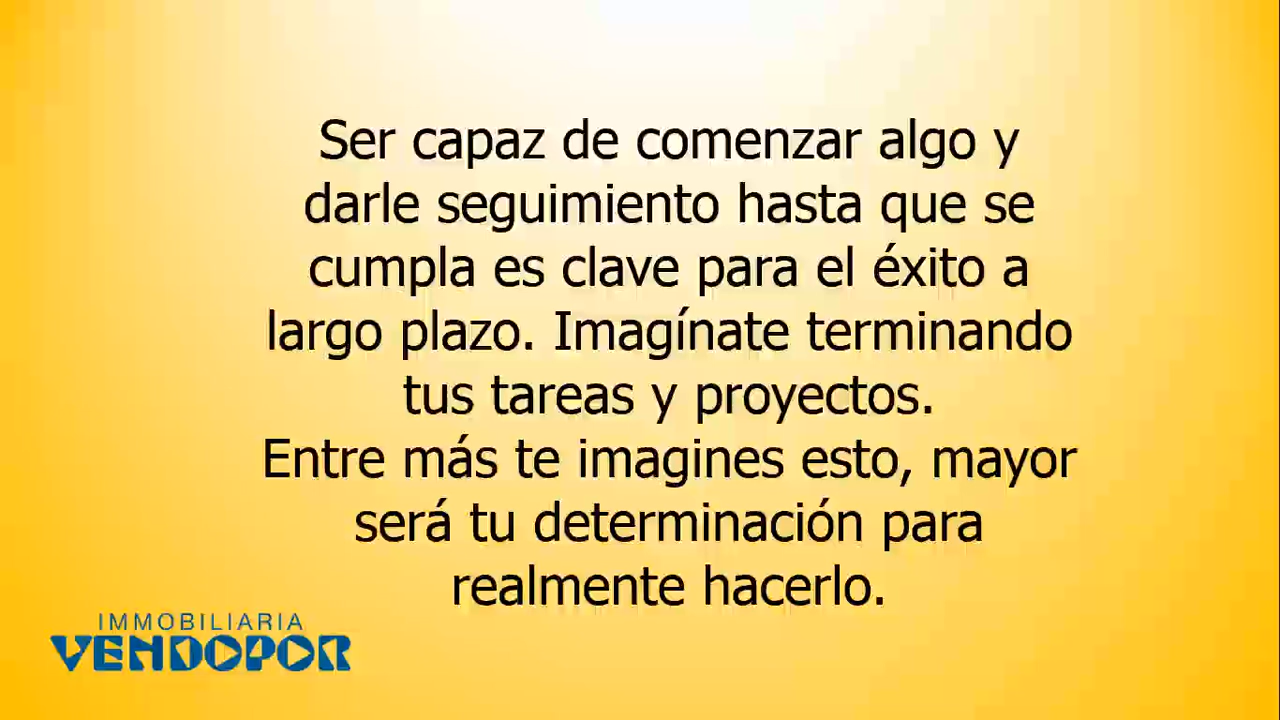 Ser capaz de comenzar algo y
darle seguimiento hasta que se
cumpla es clave para el éxito a
largo plazo. Imagínate terminando
tus tareas y proyectos.
Entre más te imagines esto, mayor
será tu determinación para
realmente hacerlo.
IMMOBILIARIA
VENDOPOR